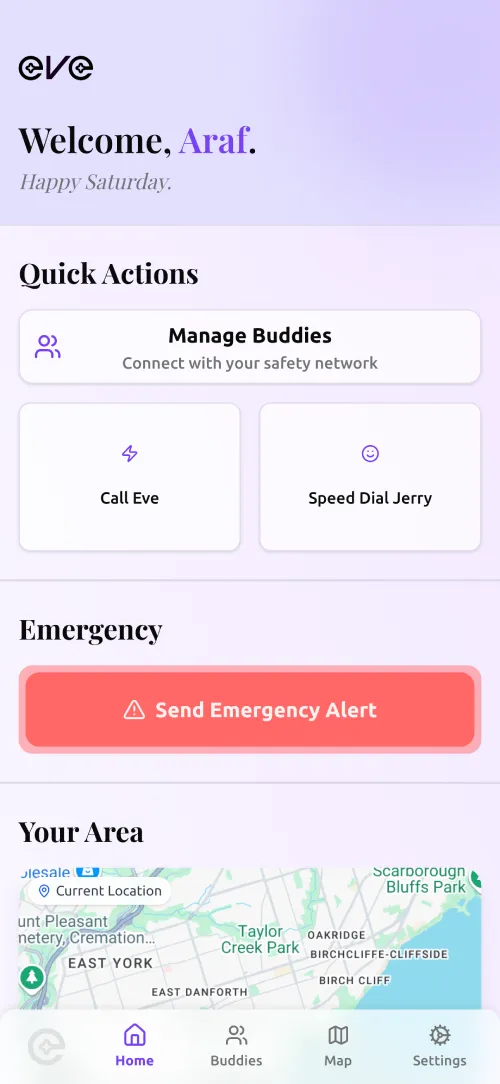 eve
Welcome, Araf.
Happy Saturday.
Quick Actions
Manage Buddies
Connect with your safety network
Call Eve
Speed Dial Jerry
Emergency
Send Emergency Alert
Your Area
olesale
Scarborough
Bluffs Park
Current Location
unt Pleasant
netery, Cremation...
Taylor
Creek Park
OAKRIDGE
BIRCHCLIFFE-CLIFFSIDE
EAST YORK
BIRCH CLIFF
EAST DANFORTH
e
Home
Buddies
Map
Settings